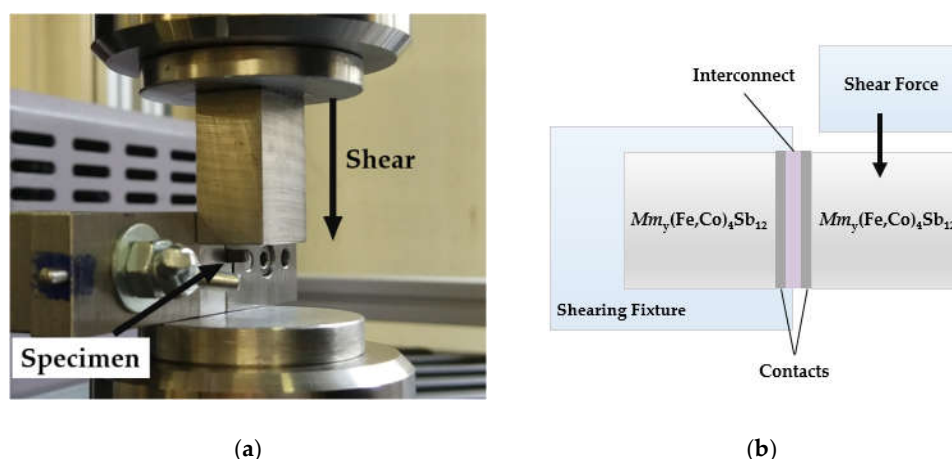 Shear
Specimen
(a)
Interconnect
Shear Force
Mmy(Fe,Co)4Sb12
Mmy(Fe,Co)4Sb12
Shearing Fixture
Contacts
(b)